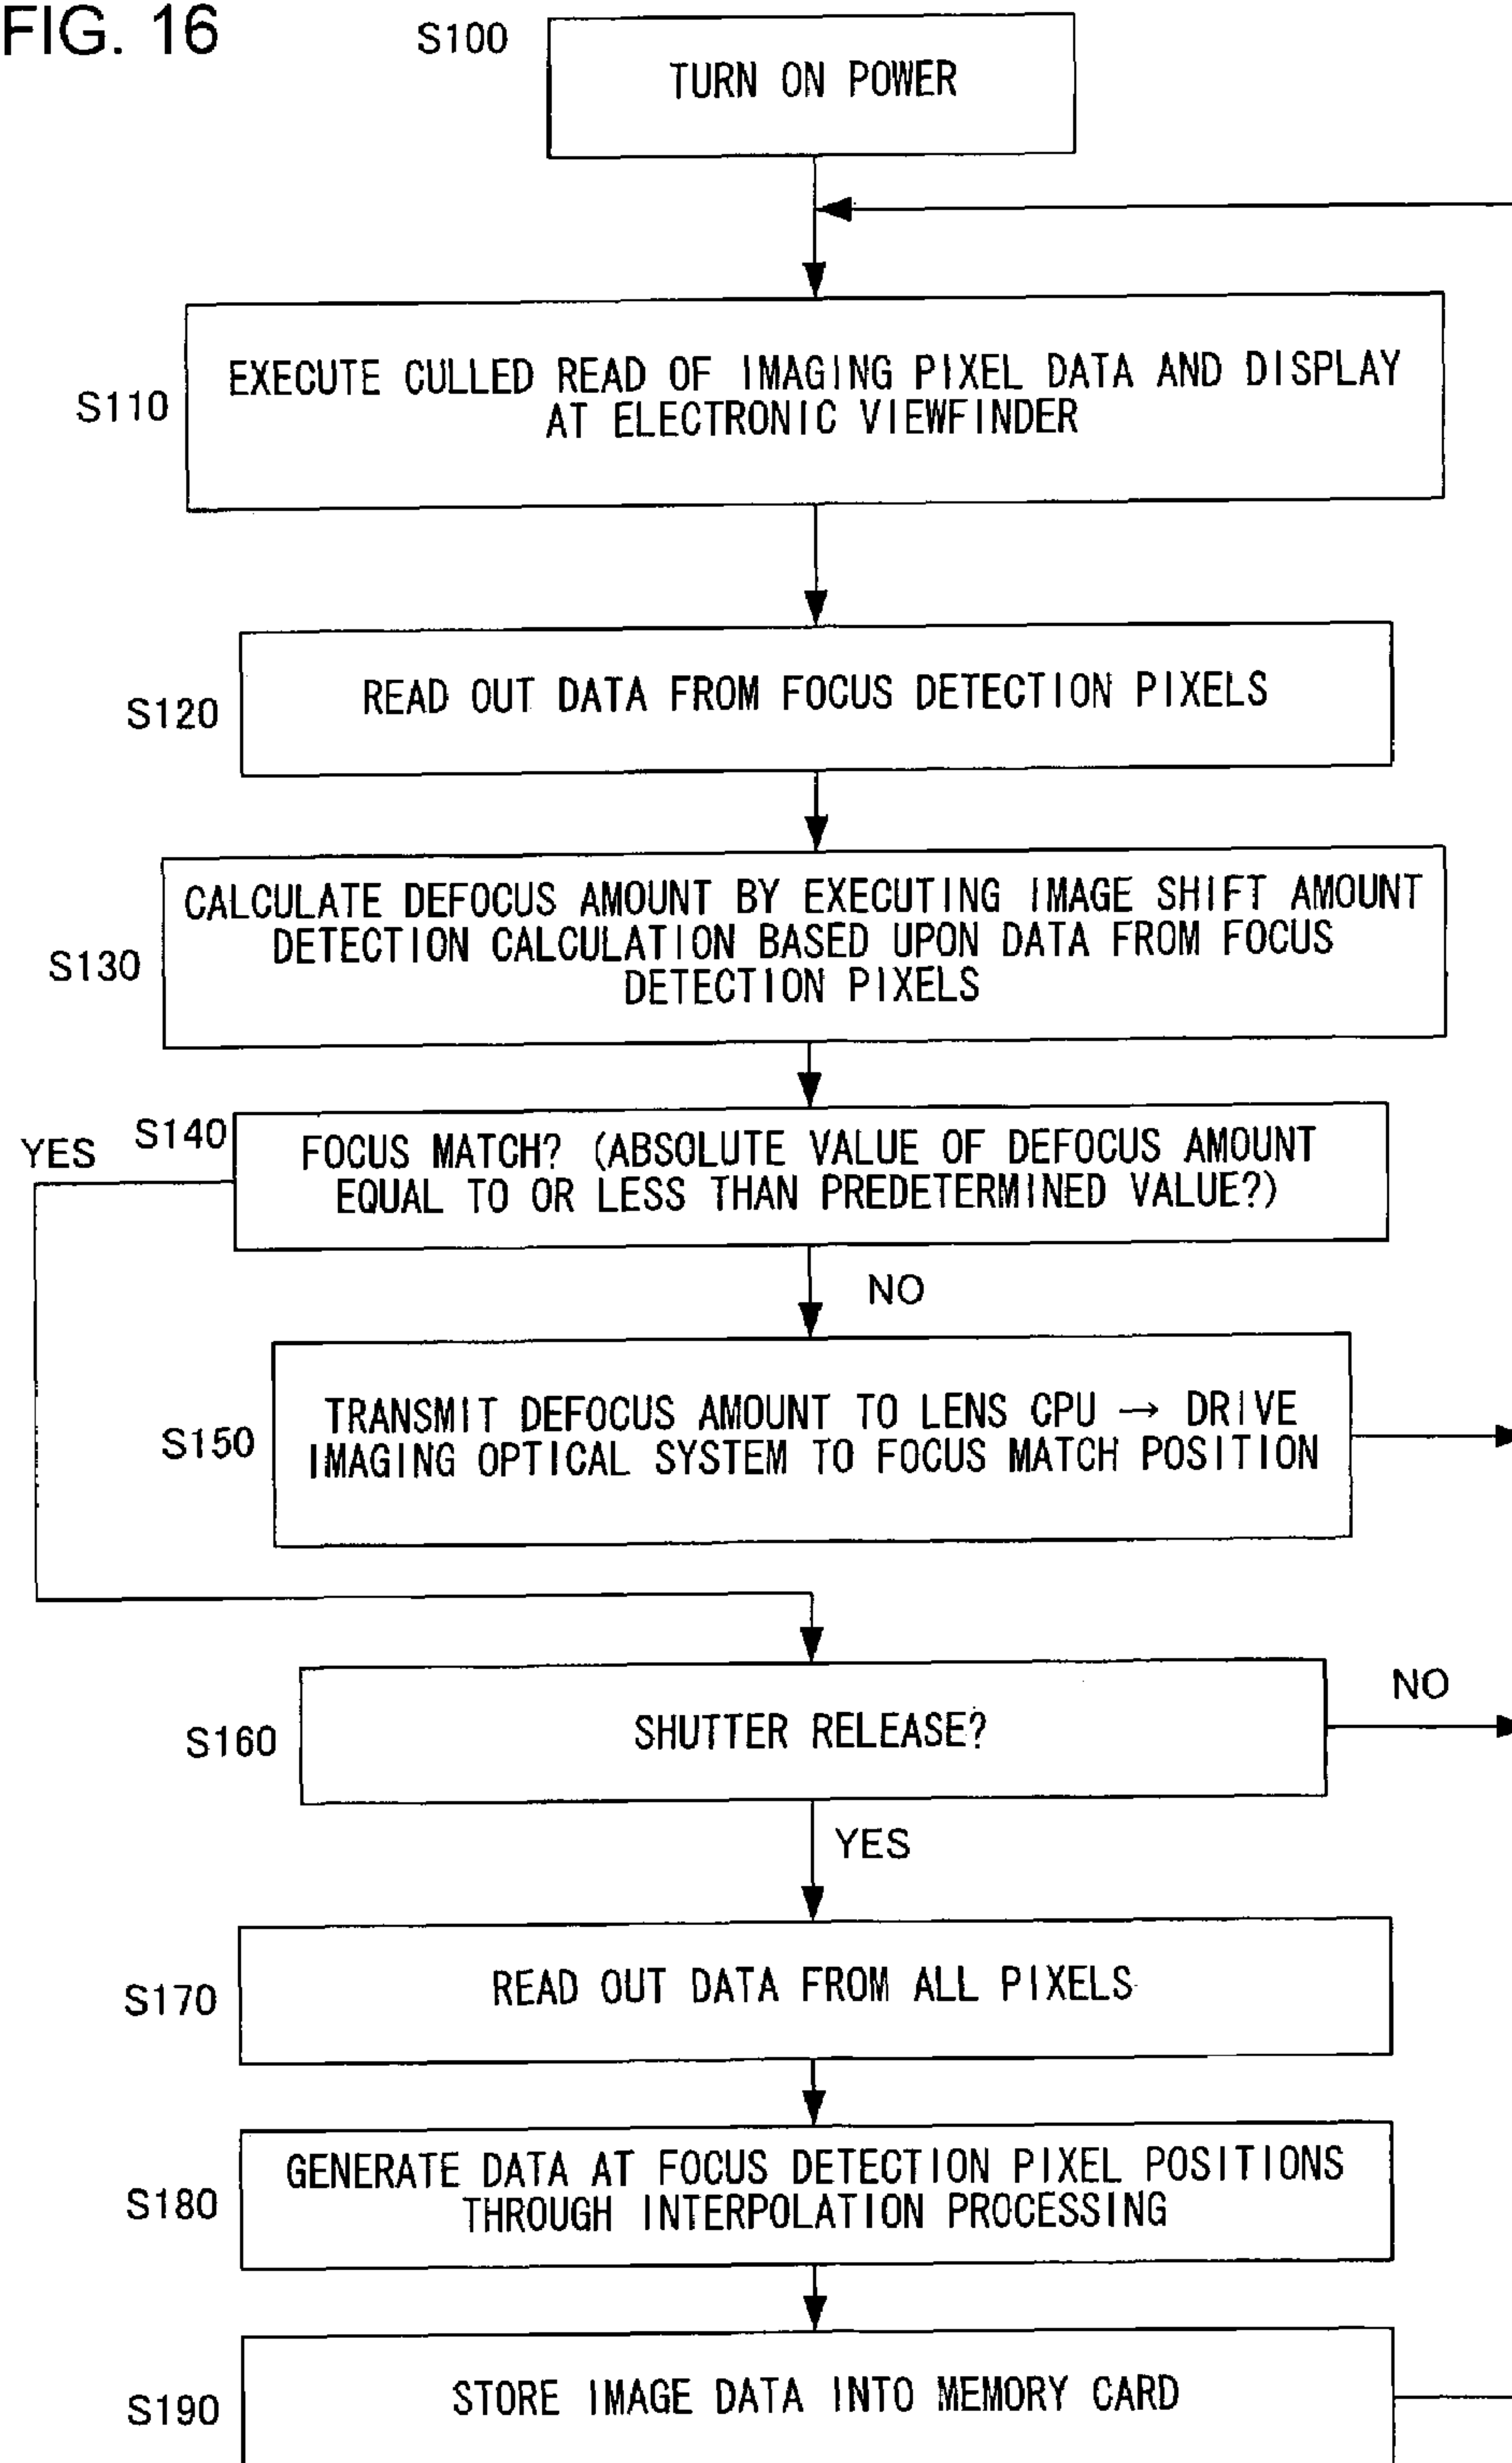 FIG. 16
S100
TURN ON POWER
S110
EXECUTE CULLED READ OF IMAGING PIXEL DATA AND DISPLAY
AT ELECTRONIC VIEWFINDER
S120
READ OUT DATA FROM FOCUS DETECTION PIXELS
S130
CALCULATE DEFOCUS AMOUNT BY EXECUTING IMAGE SHIFT AMOUNT
DETECTION CALCULATION BASED UPON DATA FROM FOCUS
DETECTION PIXELS
YES
S140
FOCUS MATCH? (ABSOLUTE VALUE OF DEFOCUS AMOUNT
EQUAL TO OR LESS THAN PREDETERMINED VALUE?)
NO
S150
TRANSMIT DEFOCUS AMOUNT TO LENS CPU → DRIVE
IMAGING OPTICAL SYSTEM TO FOCUS MATCH POSITION
S160
SHUTTER RELEASE?
NO
YES
S170
READ OUT DATA FROM ALL PIXELS
S180
GENERATE DATA AT FOCUS DETECTION PIXEL POSITIONS
THROUGH INTERPOLATION PROCESSING
S190
STORE IMAGE DATA INTO MEMORY CARD